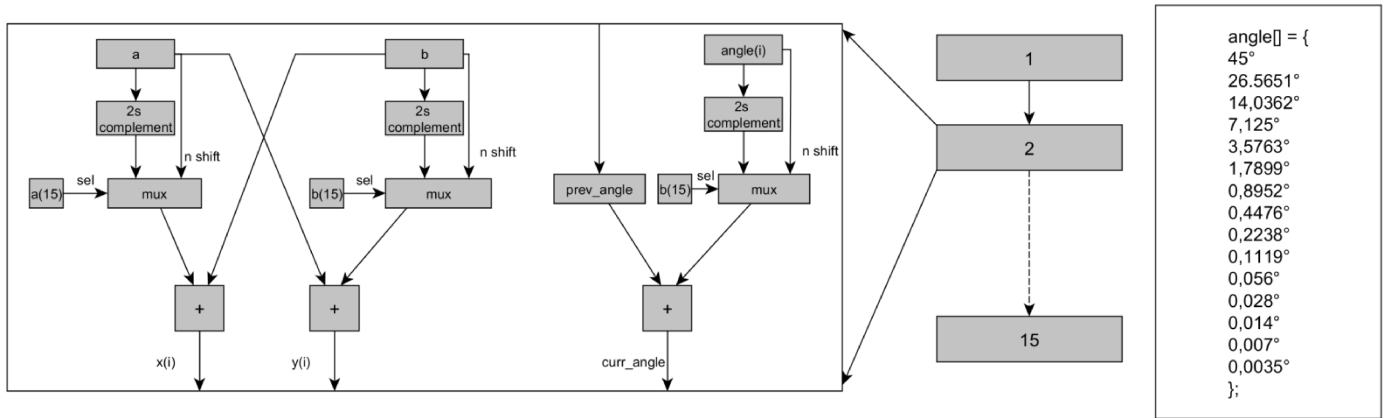 a
2s
complement
n shift
a(15)
sel
mux
+
x(i)
b
2s
complement
n shift
b(15)
sel
mux
+
y(i)
angle(i)
2s
complement
n shift
prev_angle
b(15)
sel
mux
+
curr_angle
1
2
15
angle[] = {
45°
26.5651°
14,0362°
7,125°
3,5763°
1,7899°
0,8952°
0,4476°
0,2238°
0,1119°
0,056°
0,028°
0,014°
0,007°
0,0035°
};